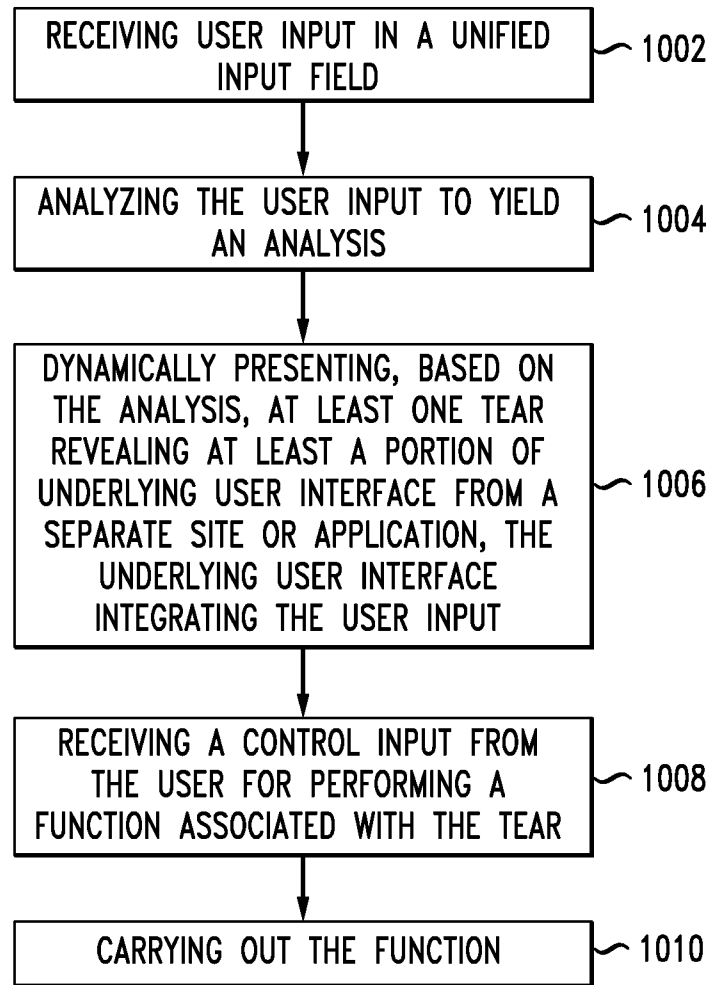 RECEIVING USER INPUT IN A UNIFIED
INPUT FIELD
1002
ANALYZING THE USER INPUT TO YIELD
AN ANALYSIS
1004
DYNAMICALLY PRESENTING, BASED ON
THE ANALYSIS, AT LEAST ONE TEAR
REVEALING AT LEAST A PORTION OF
UNDERLYING USER INTERFACE FROM A
SEPARATE SITE OR APPLICATION, THE
UNDERLYING USER INTERFACE
INTEGRATING THE USER INPUT
1006
RECEIVING A CONTROL INPUT FROM
THE USER FOR PERFORMING A
FUNCTION ASSOCIATED WITH THE TEAR
1008
CARRYING OUT THE FUNCTION
1010